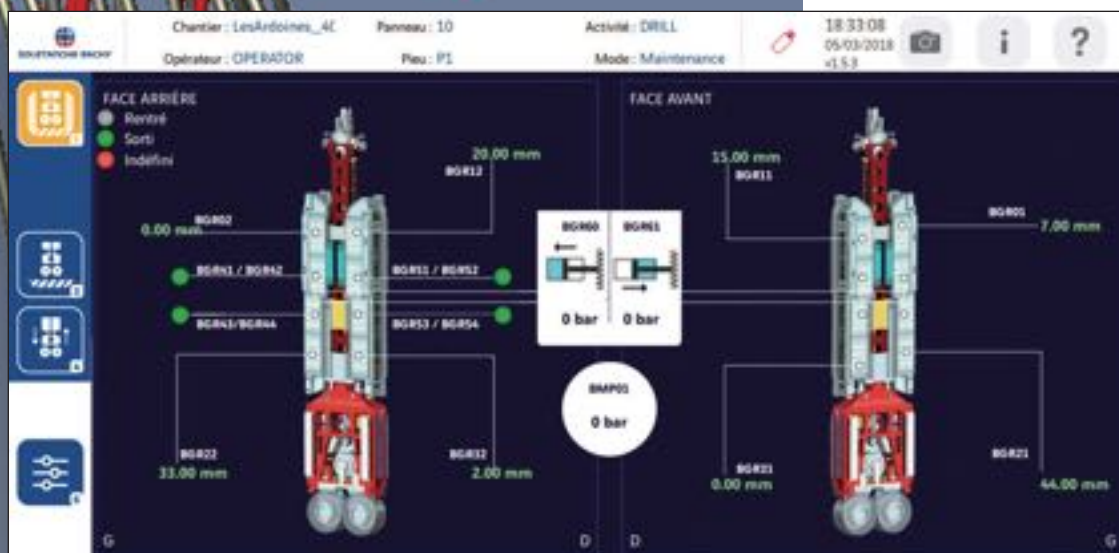 SOLETANCHE BACHY
Chantier : LesArdoines_4C
Panneau : 10
Activité : DRILL
Opérateur : OPERATOR
Pieu : P1
Mode : Maintenance
18:33:08
05/03/2018
v1.5.3
i
?
FACE ARRIÈRE
Rentré
Sorti
Indéfini
20.00 mm
BGR12
BGR02
0.00 mm
BGR41 / BGR42
BGR51 / BGR52
BGR43/BGR44
BGR53 / BGR54
BGR22
33.00 mm
BGR32
2.00 mm
G
D
BGR60
BGR61
0 bar
0 bar
BMP01
0 bar
FACE AVANT
15.00 mm
BGR11
BGR01
7.00 mm
BGR31
0.00 mm
BGR21
44.00 mm
D
G